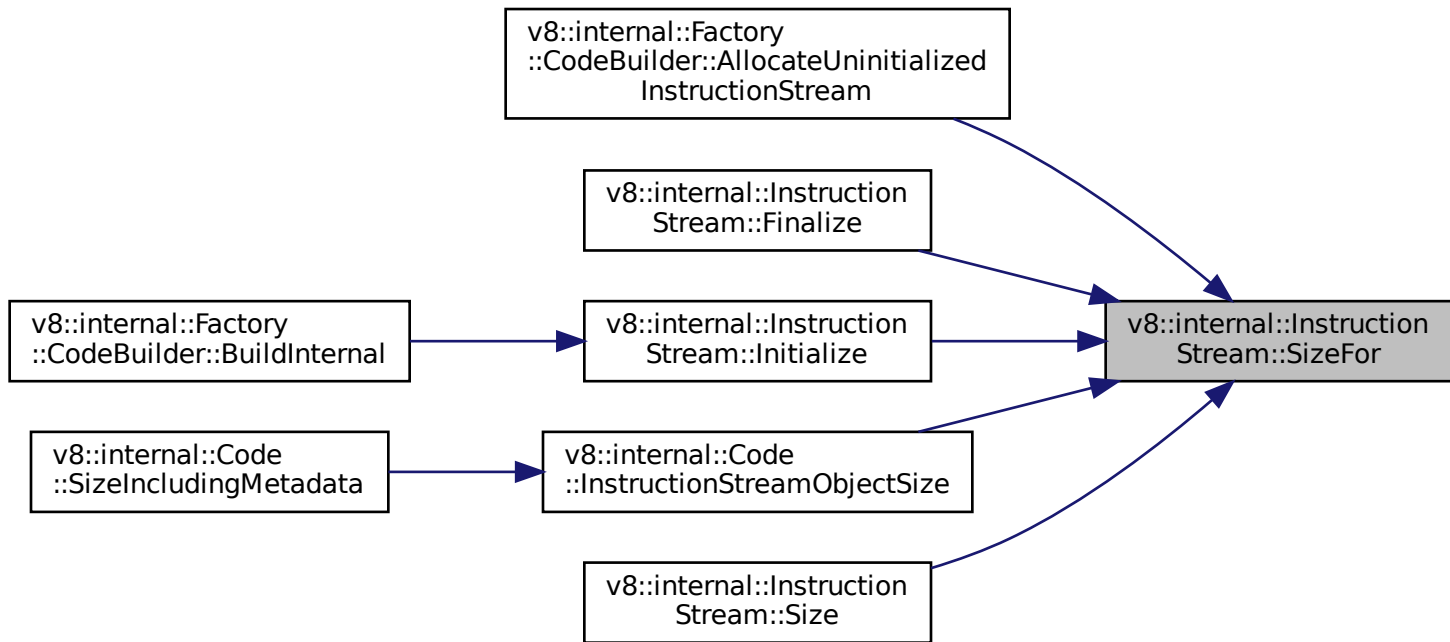 v8::internal::Factory
::CodeBuilder::AllocateUninitialized
InstructionStream
v8::internal::Instruction
Stream::Finalize
v8::internal::Factory
::CodeBuilder::BuildInternal
v8::internal::Instruction
Stream::Initialize
v8::internal::Instruction
Stream::SizeFor
v8::internal::Code
::SizeIncludingMetadata
v8::internal::Code
::InstructionStreamObjectSize
v8::internal::Instruction
Stream::Size